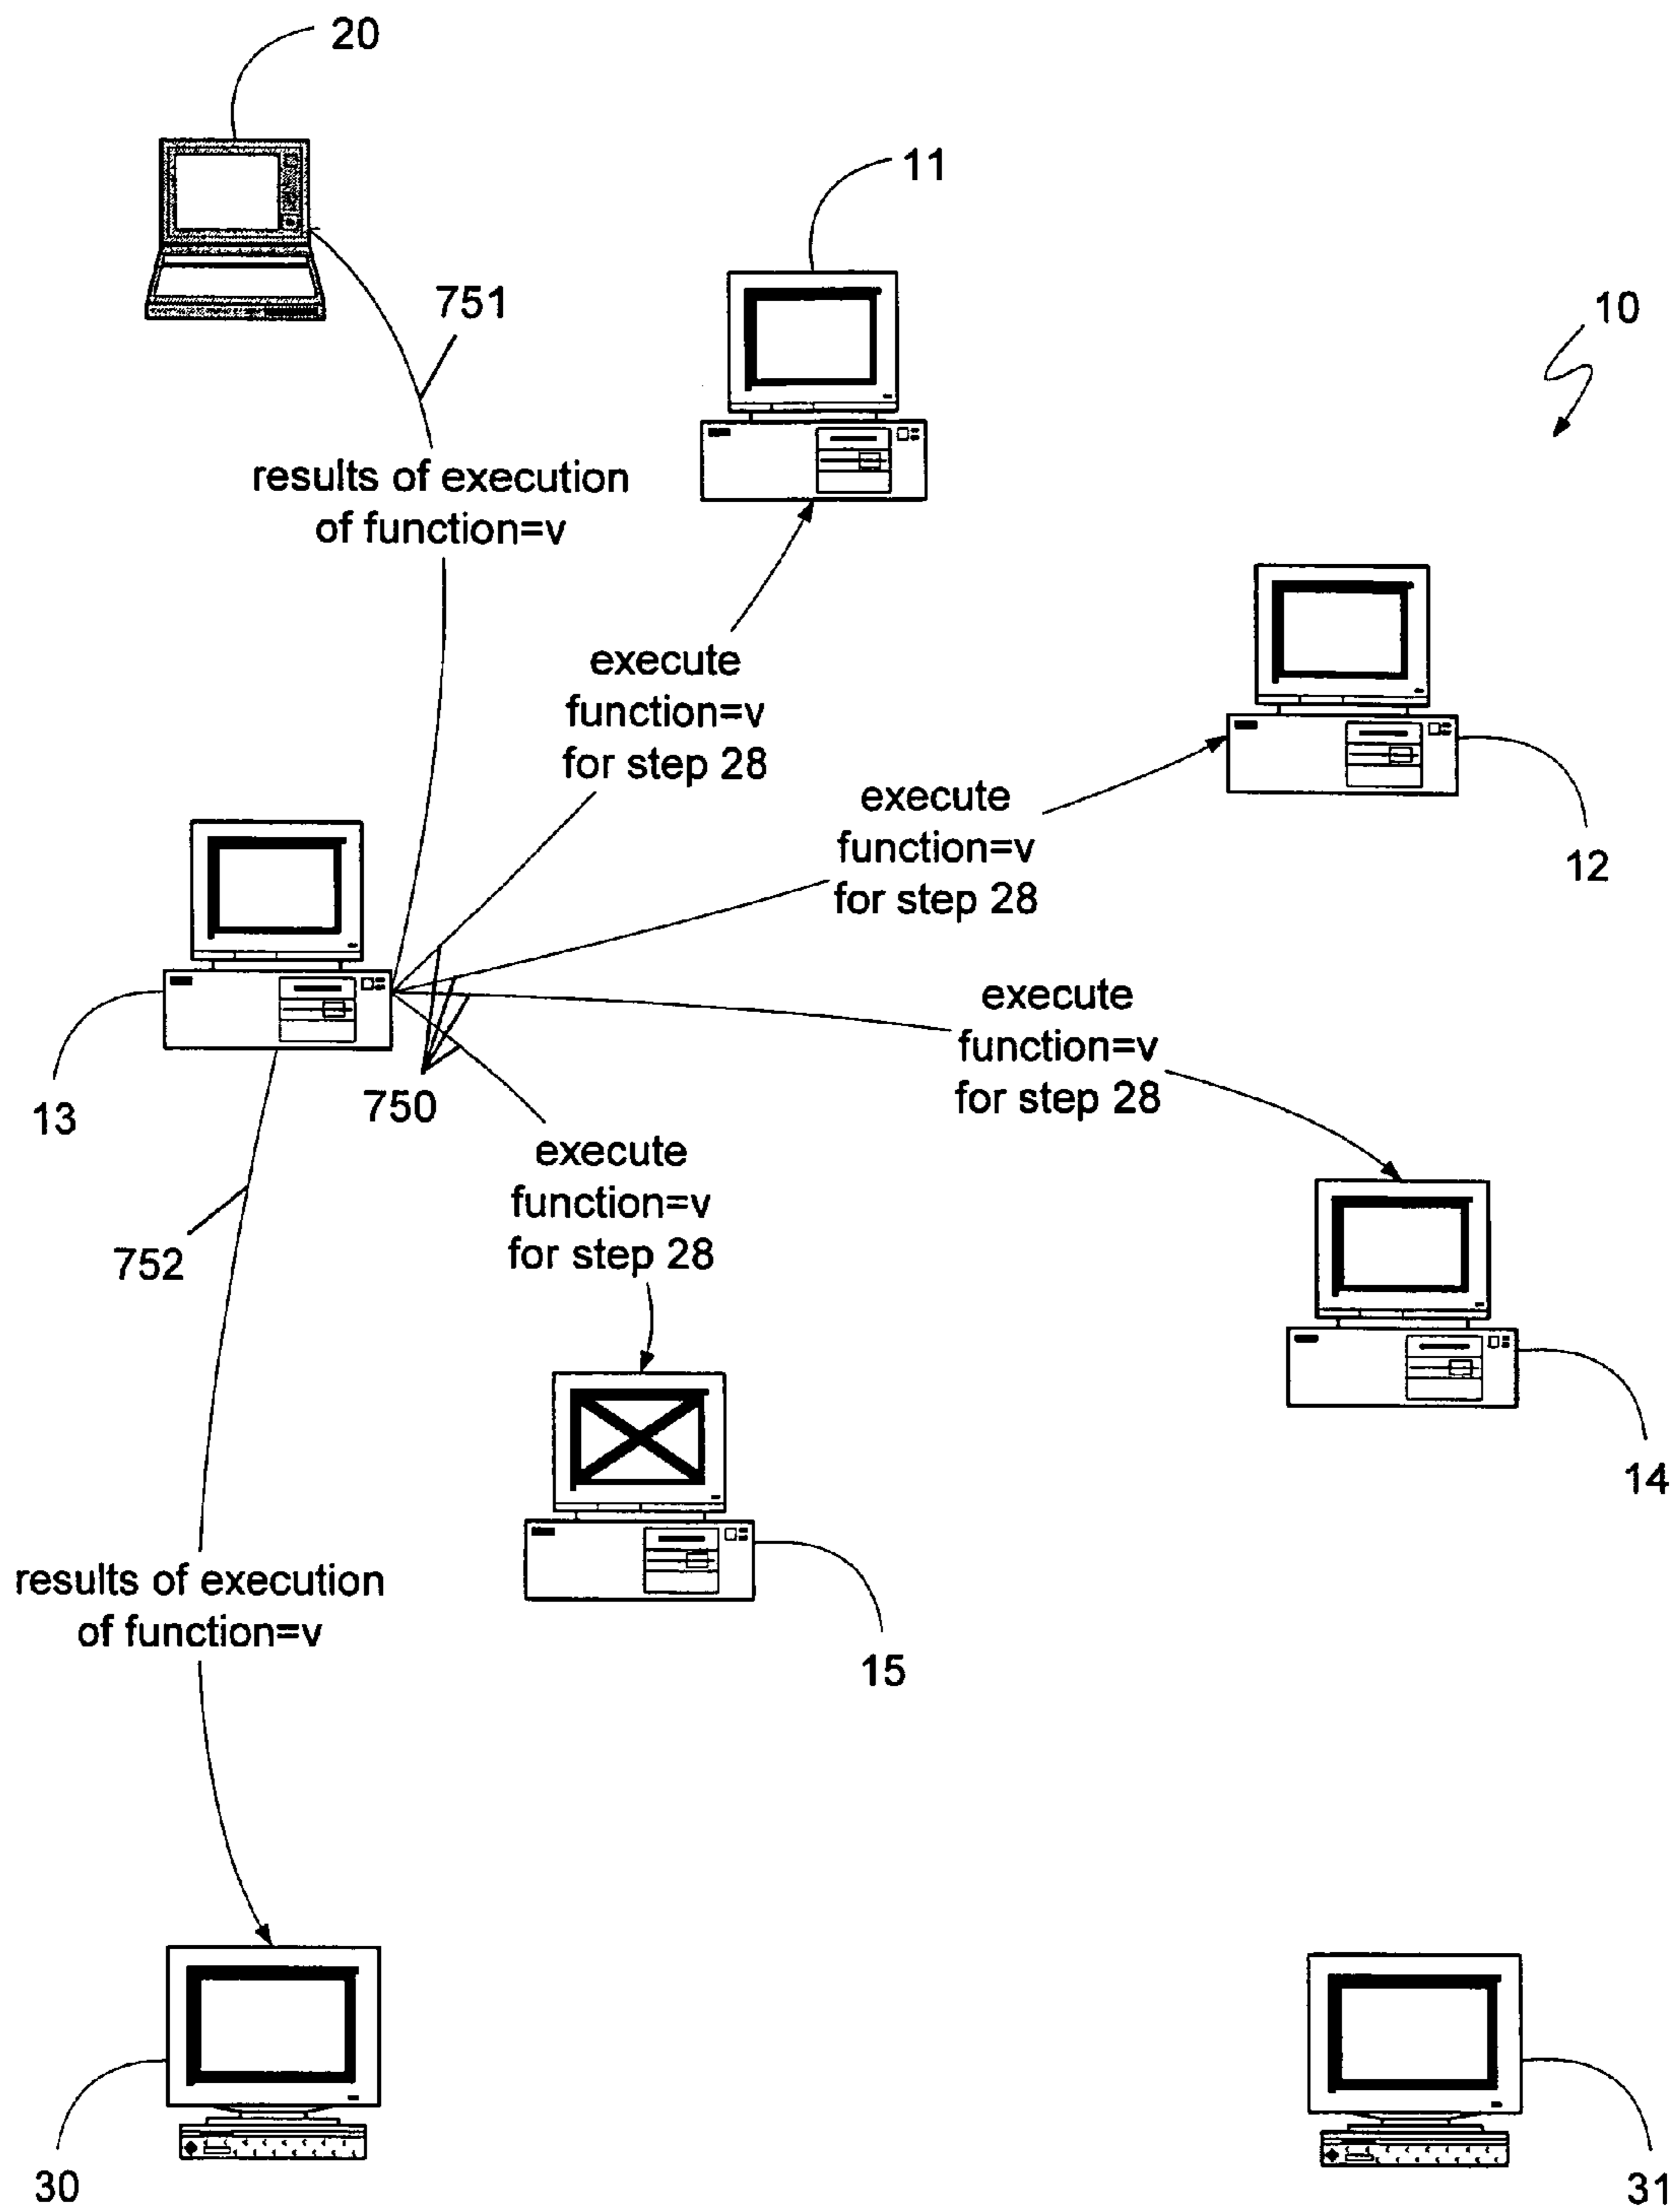 20
11
10
751
results of execution
of function=v
execute
function=v
for step 28
execute
function=v
for step 28
12
execute
function=v
for step 28
13
750
execute
function=v
for step 28
752
14
results of execution
of function=v
15
30
31